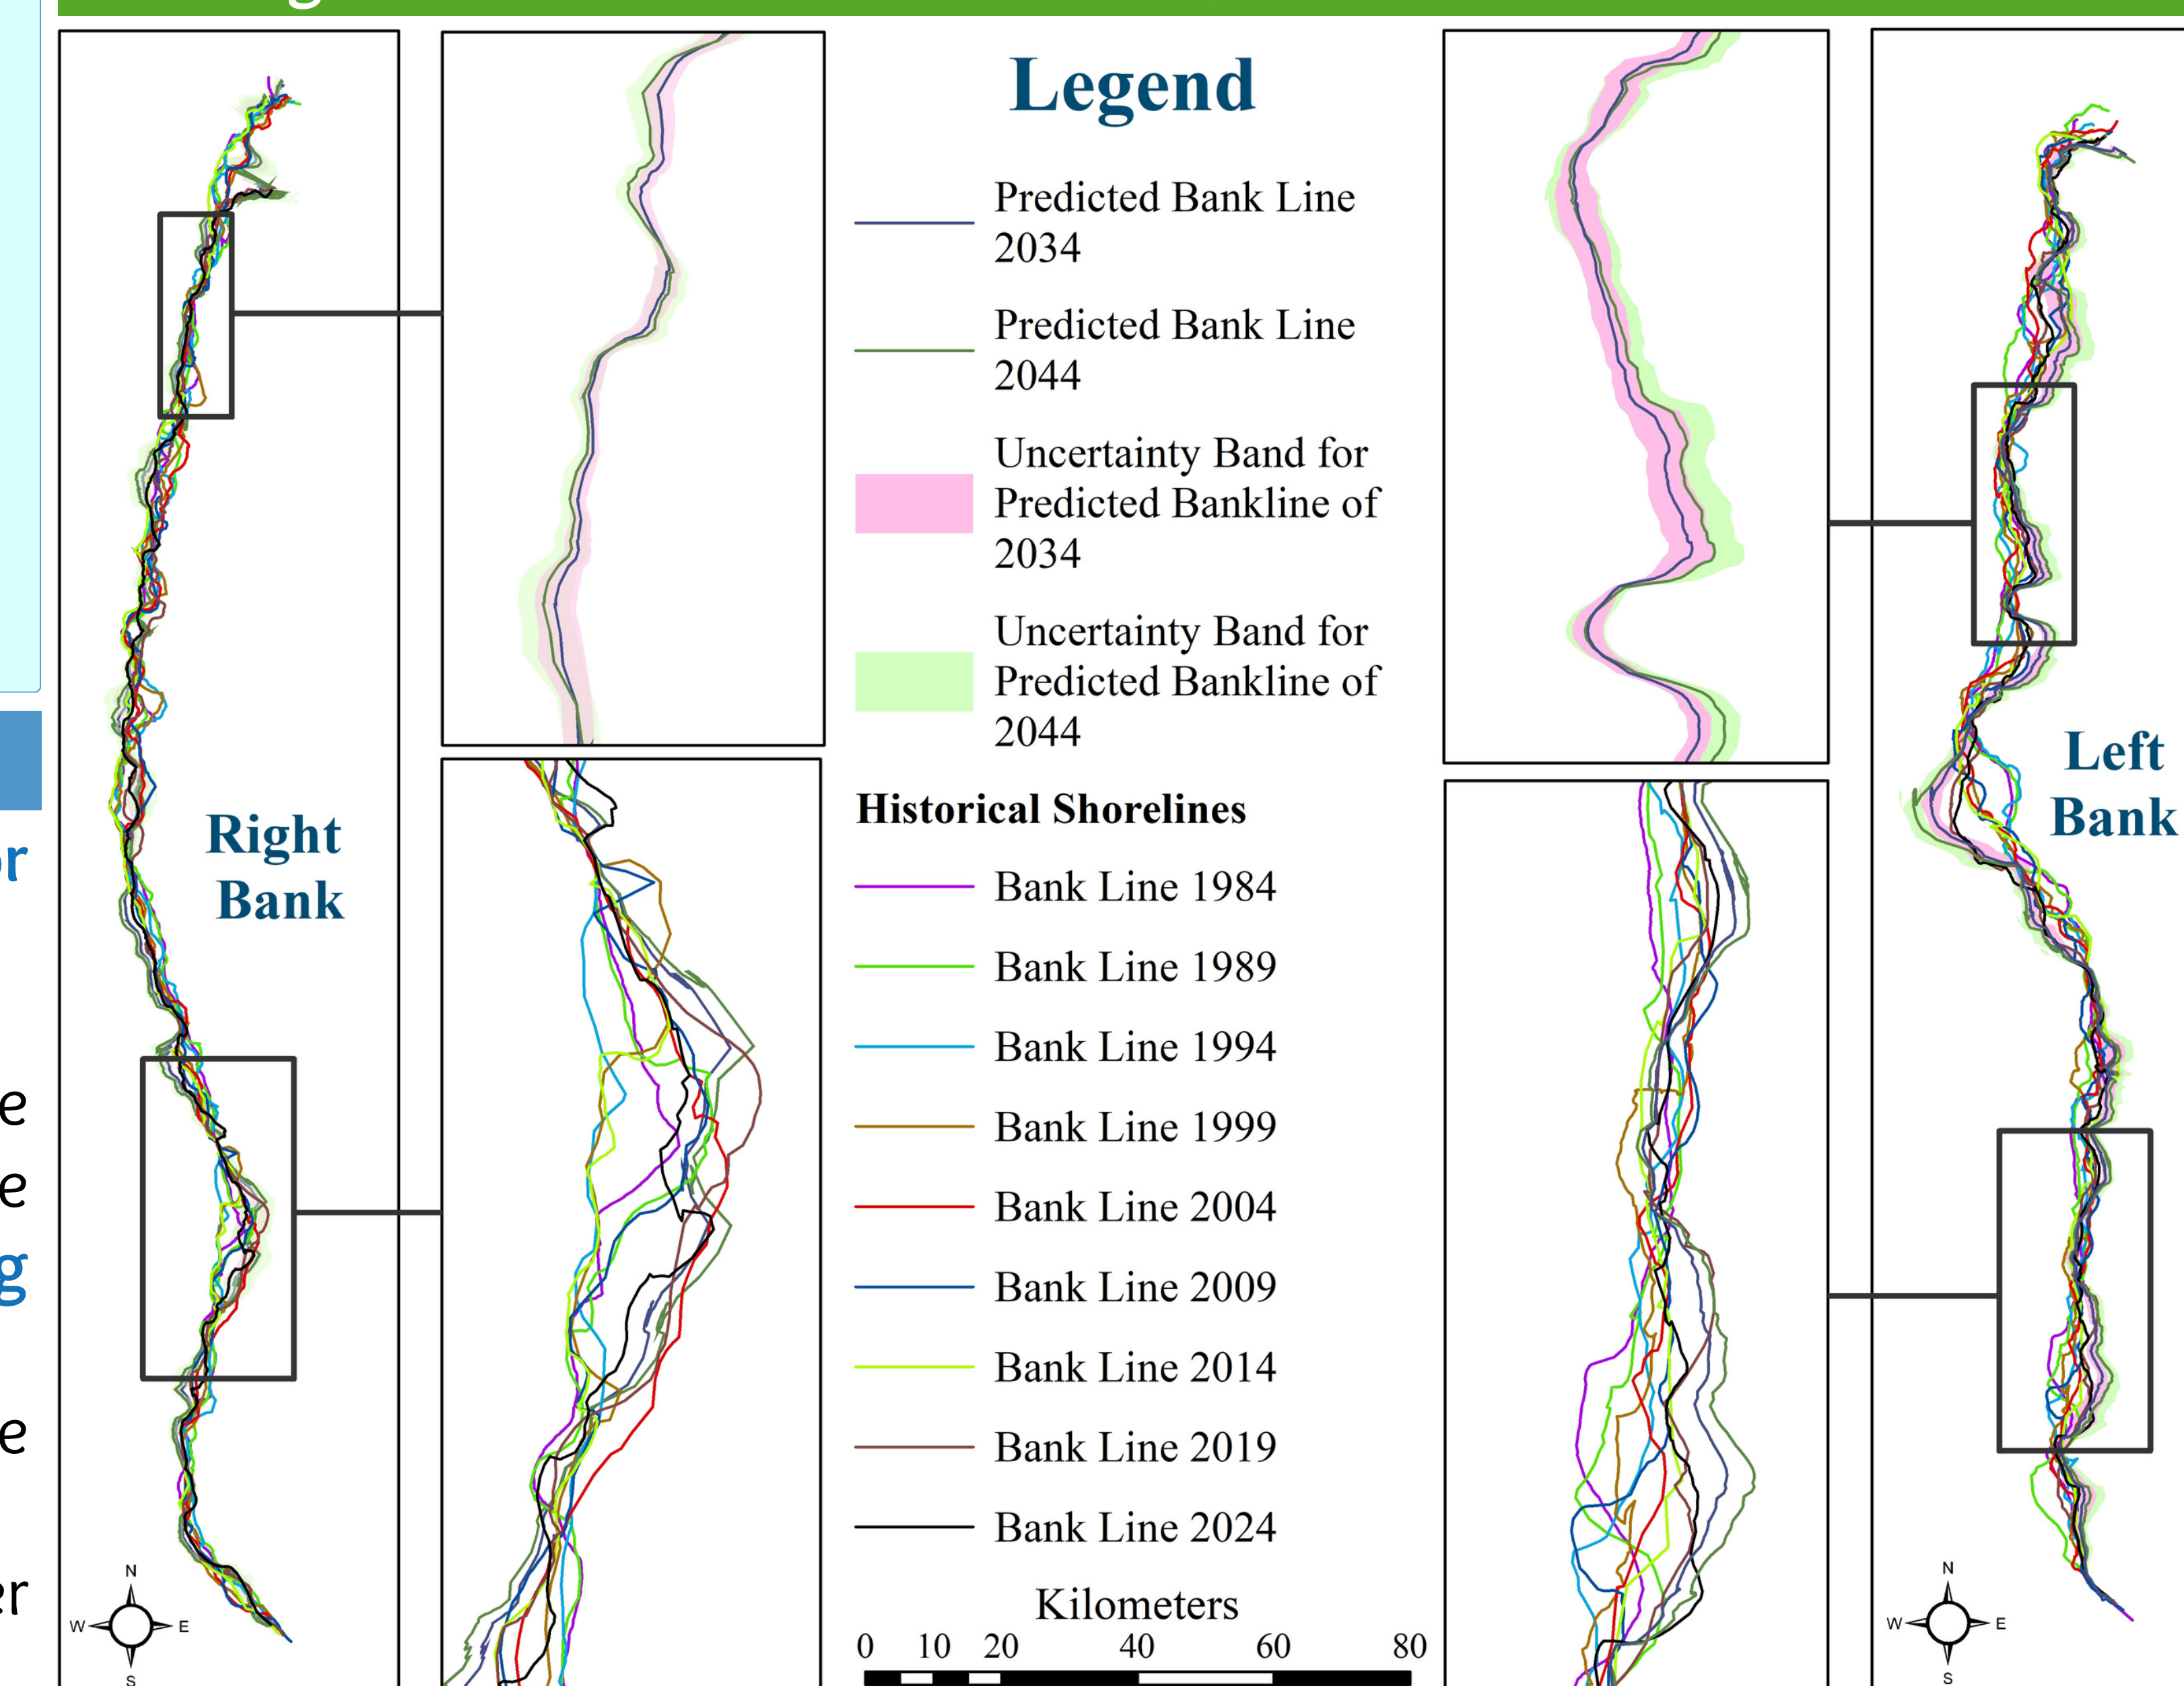 g
or
e
e
g
e
er
Right
Bank
N
W
E
S
Legend
Predicted Bank Line
2034
Predicted Bank Line
2044
Uncertainty Band for
Predicted Bankline of
2034
Uncertainty Band for
Predicted Bankline of
2044
Historical Shorelines
Bank Line 1984
Bank Line 1989
Bank Line 1994
Bank Line 1999
Bank Line 2004
Bank Line 2009
Bank Line 2014
Bank Line 2019
Bank Line 2024
Kilometers
0 10 20 40 60 80
Left
Bank
N
W
E
S